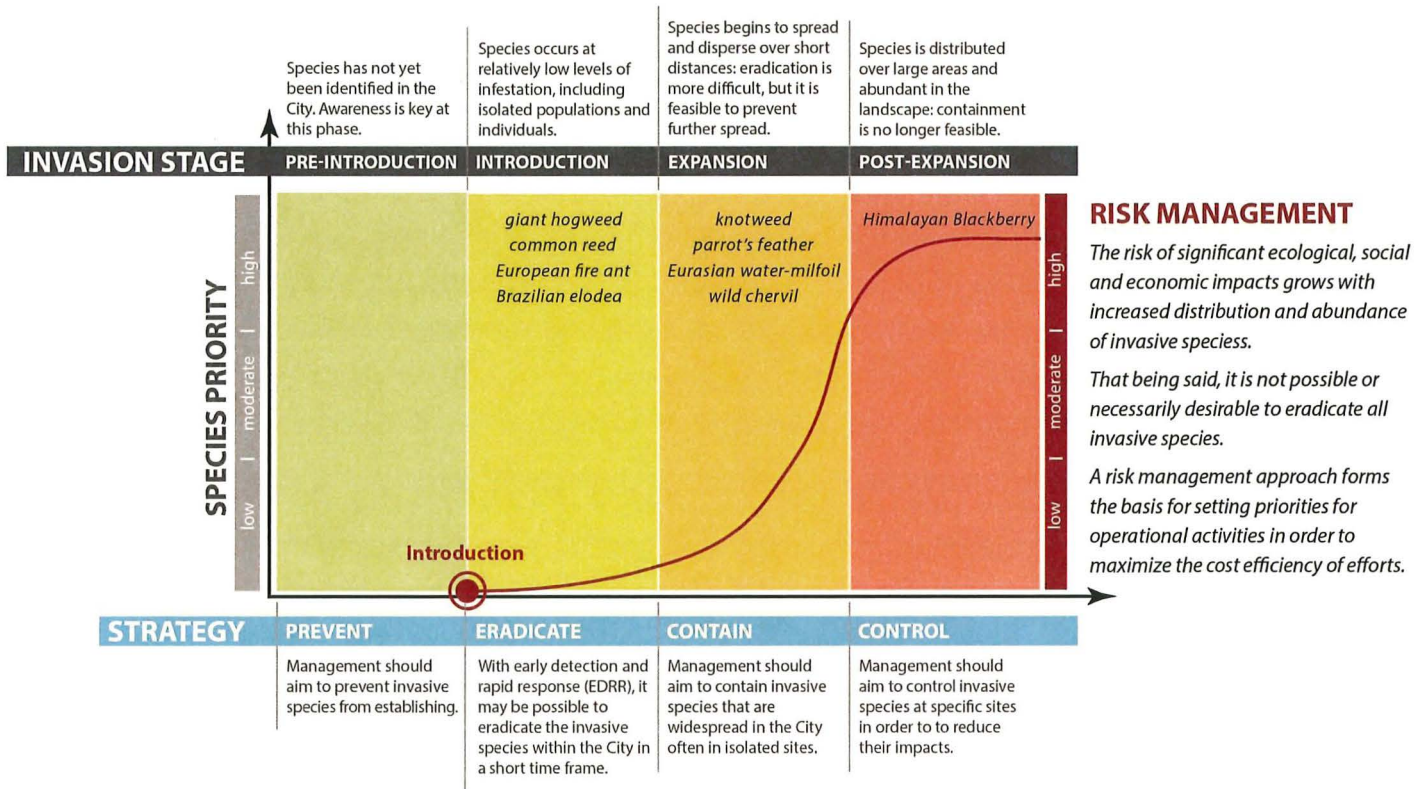 Species has not yet
been identified in the
City. Awareness is key at
this phase.
Species occurs at
relatively low levels of
infestation, including
isolated populations and
individuals.
Species begins to spread
and disperse over short
distances: eradication is
more difficult, but it is
feasible to prevent
further spread.
Species is distributed
over large areas and
abundant in the
landscape: containment
is no longer feasible.
INVASION STAGE
PRE-INTRODUCTION
INTRODUCTION
EXPANSION
POST-EXPANSION
SPECIES PRIORITY
high
moderate
low
giant hogweed
common reed
European fire ant
Brazilian elodea
knotweed
parrot's feather
Eurasian water-milfoil
wild chervil
Himalayan Blackberry
Introduction
high
moderate
low
RISK MANAGEMENT
The risk of significant ecological, social
and economic impacts grows with
increased distribution and abundance
of invasive speciess.
That being said, it is not possible or
necessarily desirable to eradicate all
invasive species.
A risk management approach forms
the basis for setting priorities for
operational activities in order to
maximize the cost efficiency of efforts.
STRATEGY
PREVENT
ERADICATE
CONTAIN
CONTROL
Management should
aim to prevent invasive
species from establishing.
With early detection and
rapid response (EDRR), it
may be possible to
eradicate the invasive
species within the City in
a short time frame.
Management should
aim to contain invasive
species that are
widespread in the City
often in isolated sites.
Management should
aim to control invasive
species at specific sites
in order to to reduce
their impacts.